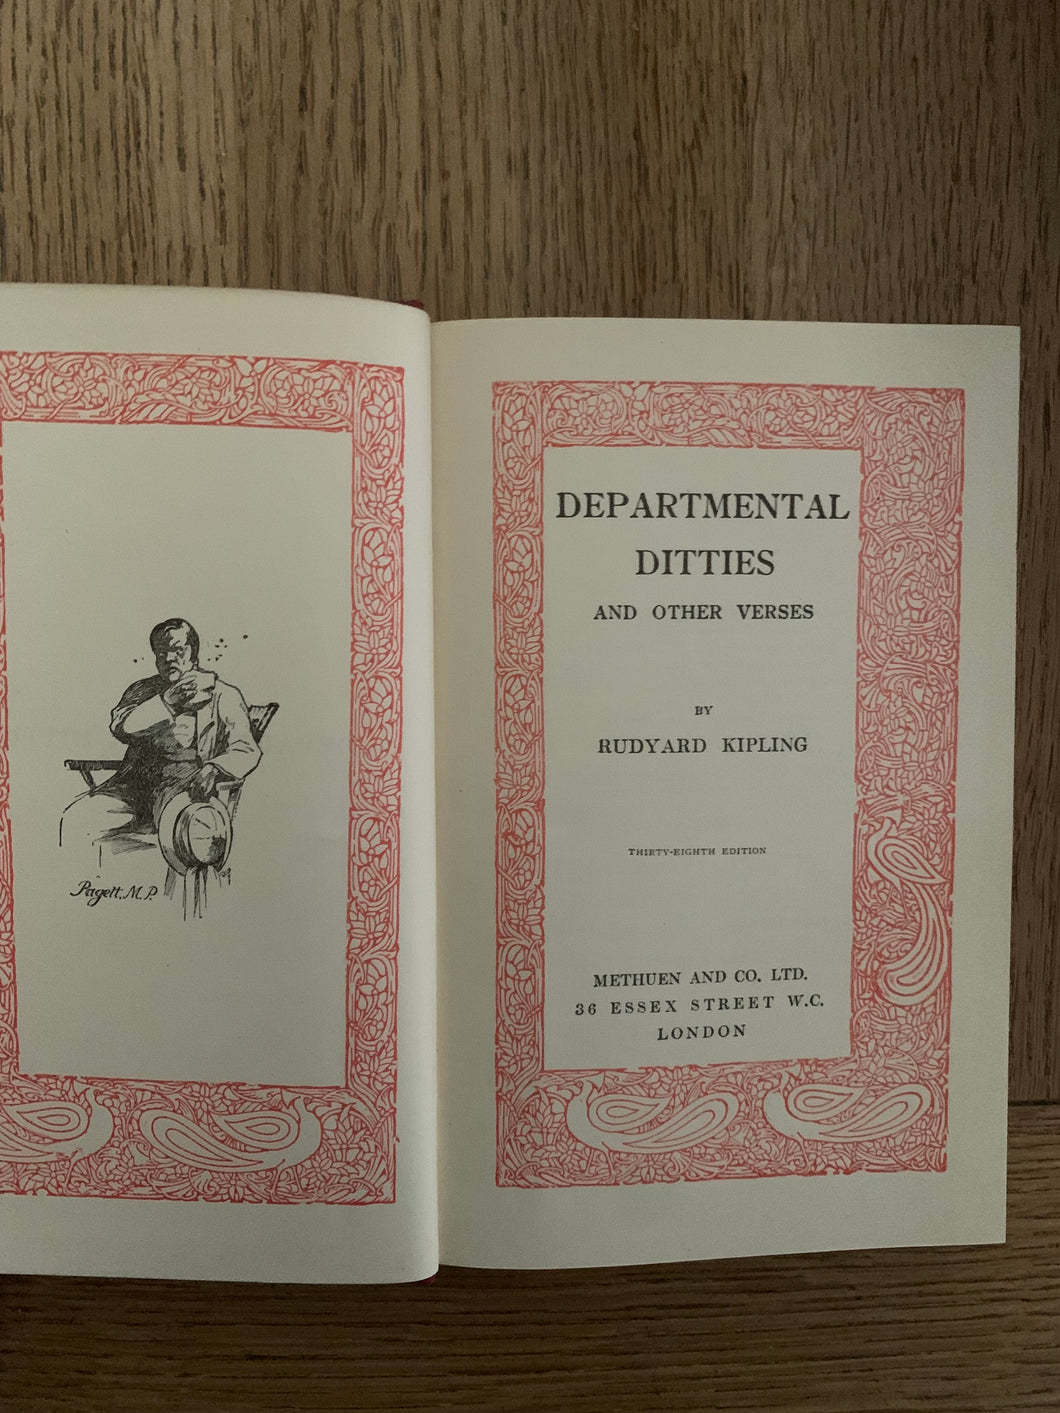 Pagett, M.P.
DEPARTMENTAL
DITTIES
AND OTHER VERSES
BY
RUDYARD KIPLING
THIRTY-EIGHTH EDITION
METHUEN AND CO. LTD.
36 ESSEX STREET W.C.
LONDON